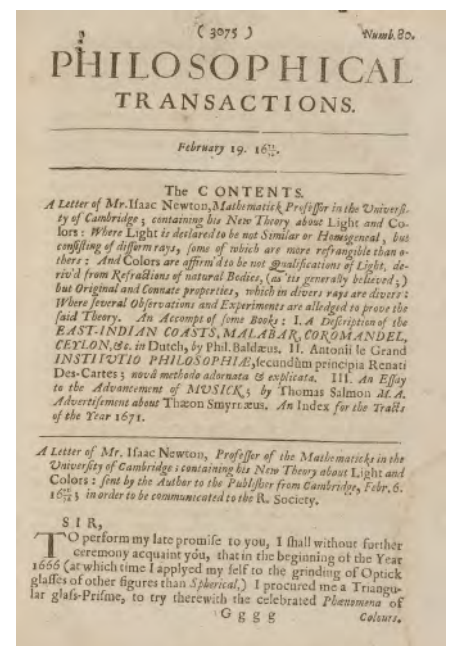 ( 3075 ) Numb. 80.
PHILOSOPHICAL
TRANSACTIONS.
February 19. 16 71/72.
The CONTENTS.
A Letter of Mr. Iſaac Newton, Mathematick Profeſſor in the Univerſi-
ty of Cambridge; containing his New Theory about Light and Co-
lors: Where Light is declared to be not Similar or Homogeneal, but
conſiſting of difform rays, ſome of which are more refrangible than o-
thers: And Colors are affirm'd to be not Qualifications of Light, de-
riv'd from Refractions of natural Bodies, (as 'tis generally believed;)
but Original and Connate properties, which in divers rays are divers:
Where ſeveral Obſervations and Experiments are alledged to prove the
ſaid Theory. An Accompt of ſome Books: I. A Deſcription of the
EAST-INDIAN COASTS, MALABAR, COROMANDEL,
CEYLON, &c. in Dutch, by Phil. Baldæus. II. Antonii le Grand
INSTITVTIO PHILOSOPHIÆ, ſecundùm principia Renati
Des-Cartes; novâ methodo adornata & explicata. III. An Eſſay
to the Advancement of MVSICK; by Thomas Salmon M.A.
Advertiſement about Thæon Smyrnæus. An Index for the Tracts
of the Year 1671.
A Letter of Mr. Iſaac Newton, Profeſſor of the Mathematicks in the
Univerſity of Cambridge; containing his New Theory about Light and
Colors: ſent by the Author to the Publiſher from Cambridge, Febr. 6.
16 71/72; in order to be communicated to the R. Society.
SIR,
TO perform my late promiſe to you, I ſhall without further
ceremony acquaint you, that in the beginning of the Year
1666 (at which time I applyed my ſelf to the grinding of Optick
glaſſes of other figures than Spherical,) I procured me a Triangu-
lar glaſs-Priſme, to try therewith the celebrated Phænomena of
G g g g Colours.